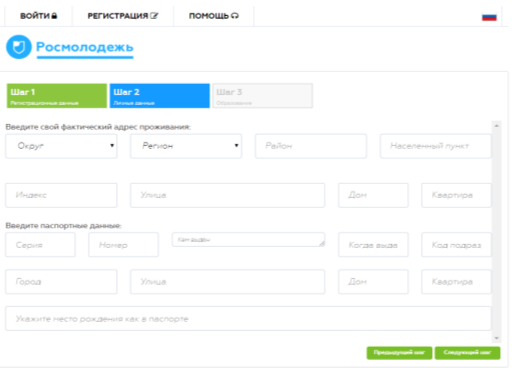 ВОЙТИ РЕГИСТРАЦИЯ ПОМОЩЬ
Росмолодежь
Шаг 1 Шаг 2 Шаг 3
Регистрационные данные Личные данные Образование
Введите свой фактический адрес проживания:
Округ Регион Район Населенный пункт
Индекс Улица Дом Квартира
Введите паспортные данные:
Серия Номер Кем выдан Когда выда Код подраз
Город Улица Дом Квартира
Укажите место рождения как в паспорте
Предыдущий шаг Следующий шаг